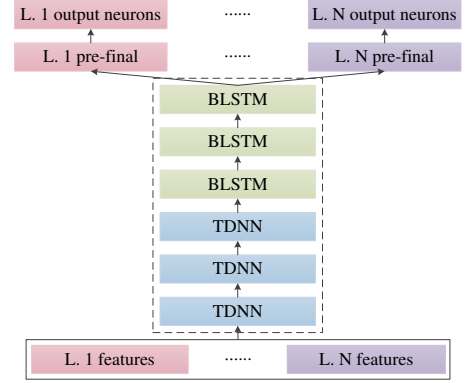 L. 1 output neurons ...... L. N output neurons
L. 1 pre-final ...... L. N pre-final
BLSTM
BLSTM
BLSTM
TDNN
TDNN
TDNN
L. 1 features ...... L. N features